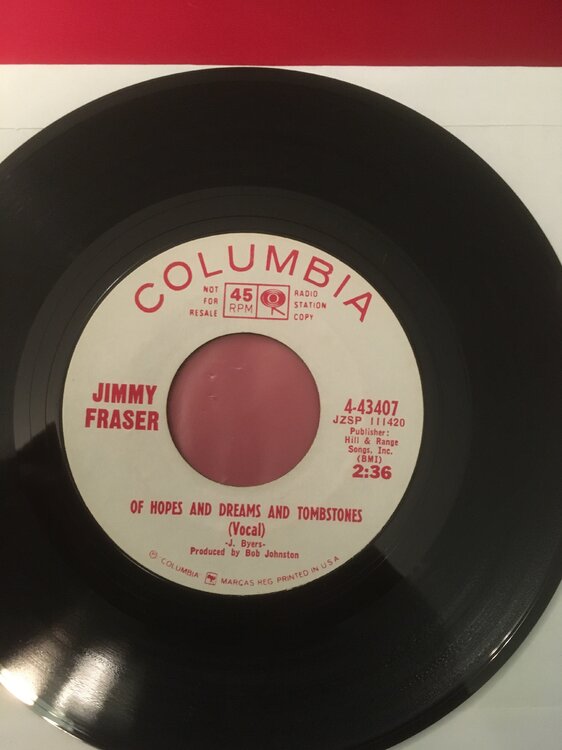 COLUMBIA
NOT
FOR
RESALE
45
RPM
RADIO
STATION
COPY
JIMMY
FRASER
4-43407
JZSP 111420
Publisher:
Hill & Range
Songs, Inc.
(BMI)
2:36
OF HOPES AND DREAMS AND TOMBSTONES
(Vocal)
-J. Byers-
Produced by Bob Johnston
Ⓟ COLUMBIA MARCAS REG. PRINTED IN U.S.A